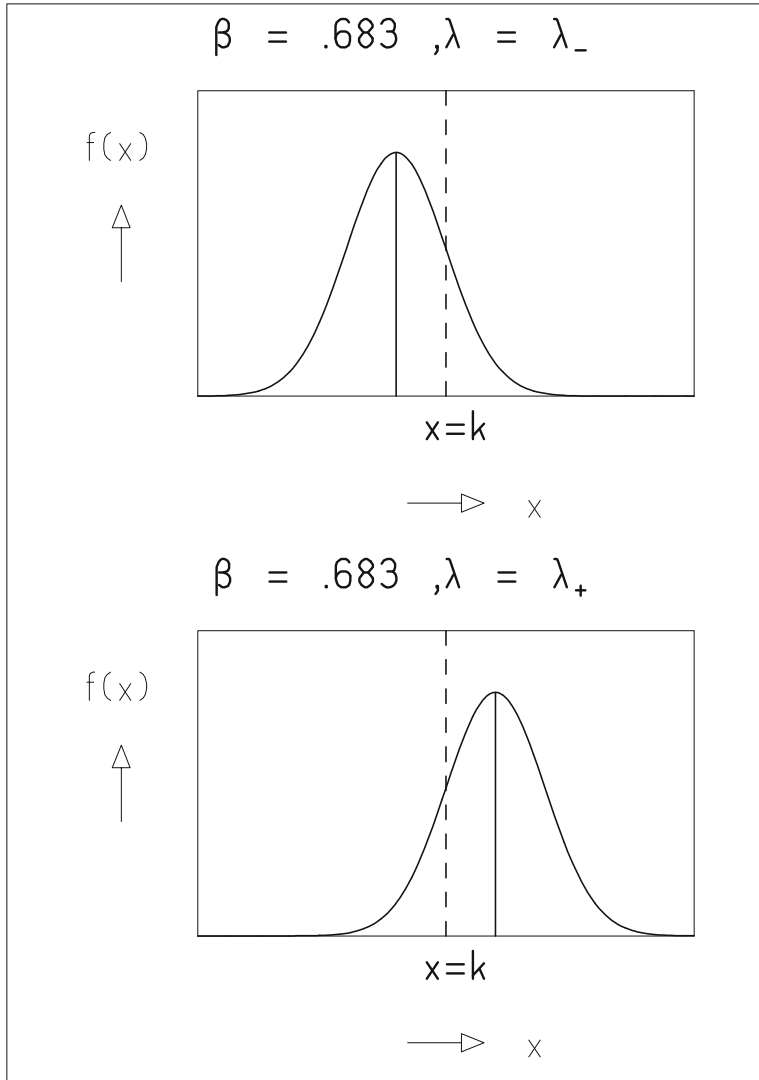 β = .683 ,λ = λ₋
f(x)
x=k
x
β = .683 ,λ = λ₊
f(x)
x=k
x